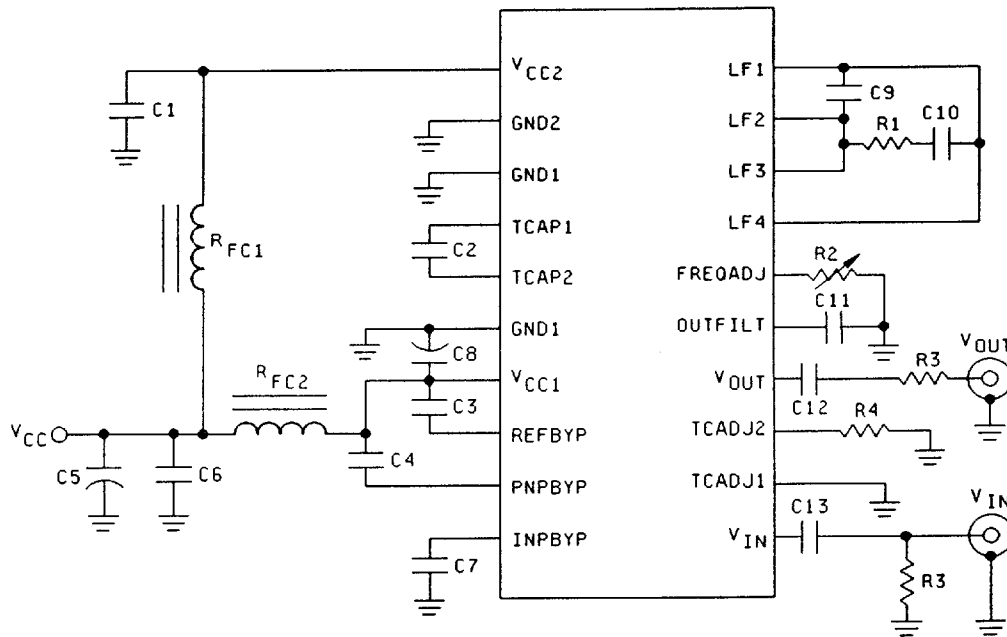 VCC2
LF1
C1
C9
GND2
LF2
C10
R1
GND1
LF3
TCAP1
LF4
RFC1
C2
R2
TCAP2
FREQADJ
C11
GND1
OUTFILT
C8
VOUT
RFC2
VCC1
VOUT
R3
C3
C12
VCC
REFBYP
TCADJ2
R4
C4
C5
C6
PNPBYP
TCADJ1
VIN
C13
INPBYP
VIN
C7
R3